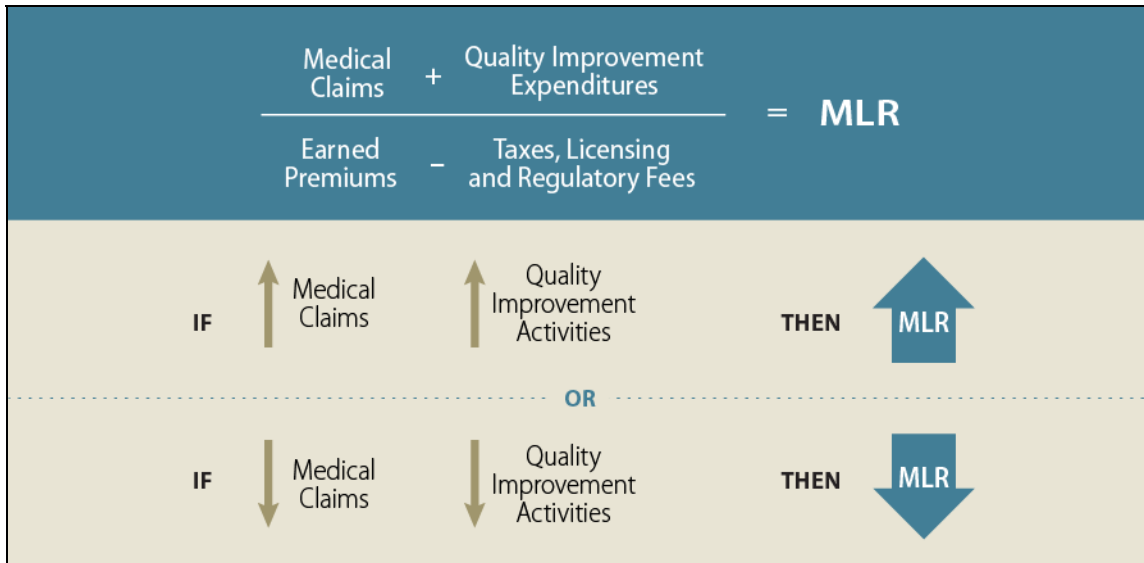 Medical Claims + Quality Improvement Expenditures
Earned Premiums – Taxes, Licensing and Regulatory Fees
= MLR
IF
Medical
Claims
Quality
Improvement
Activities
THEN
MLR
OR
IF
Medical
Claims
Quality
Improvement
Activities
THEN
MLR